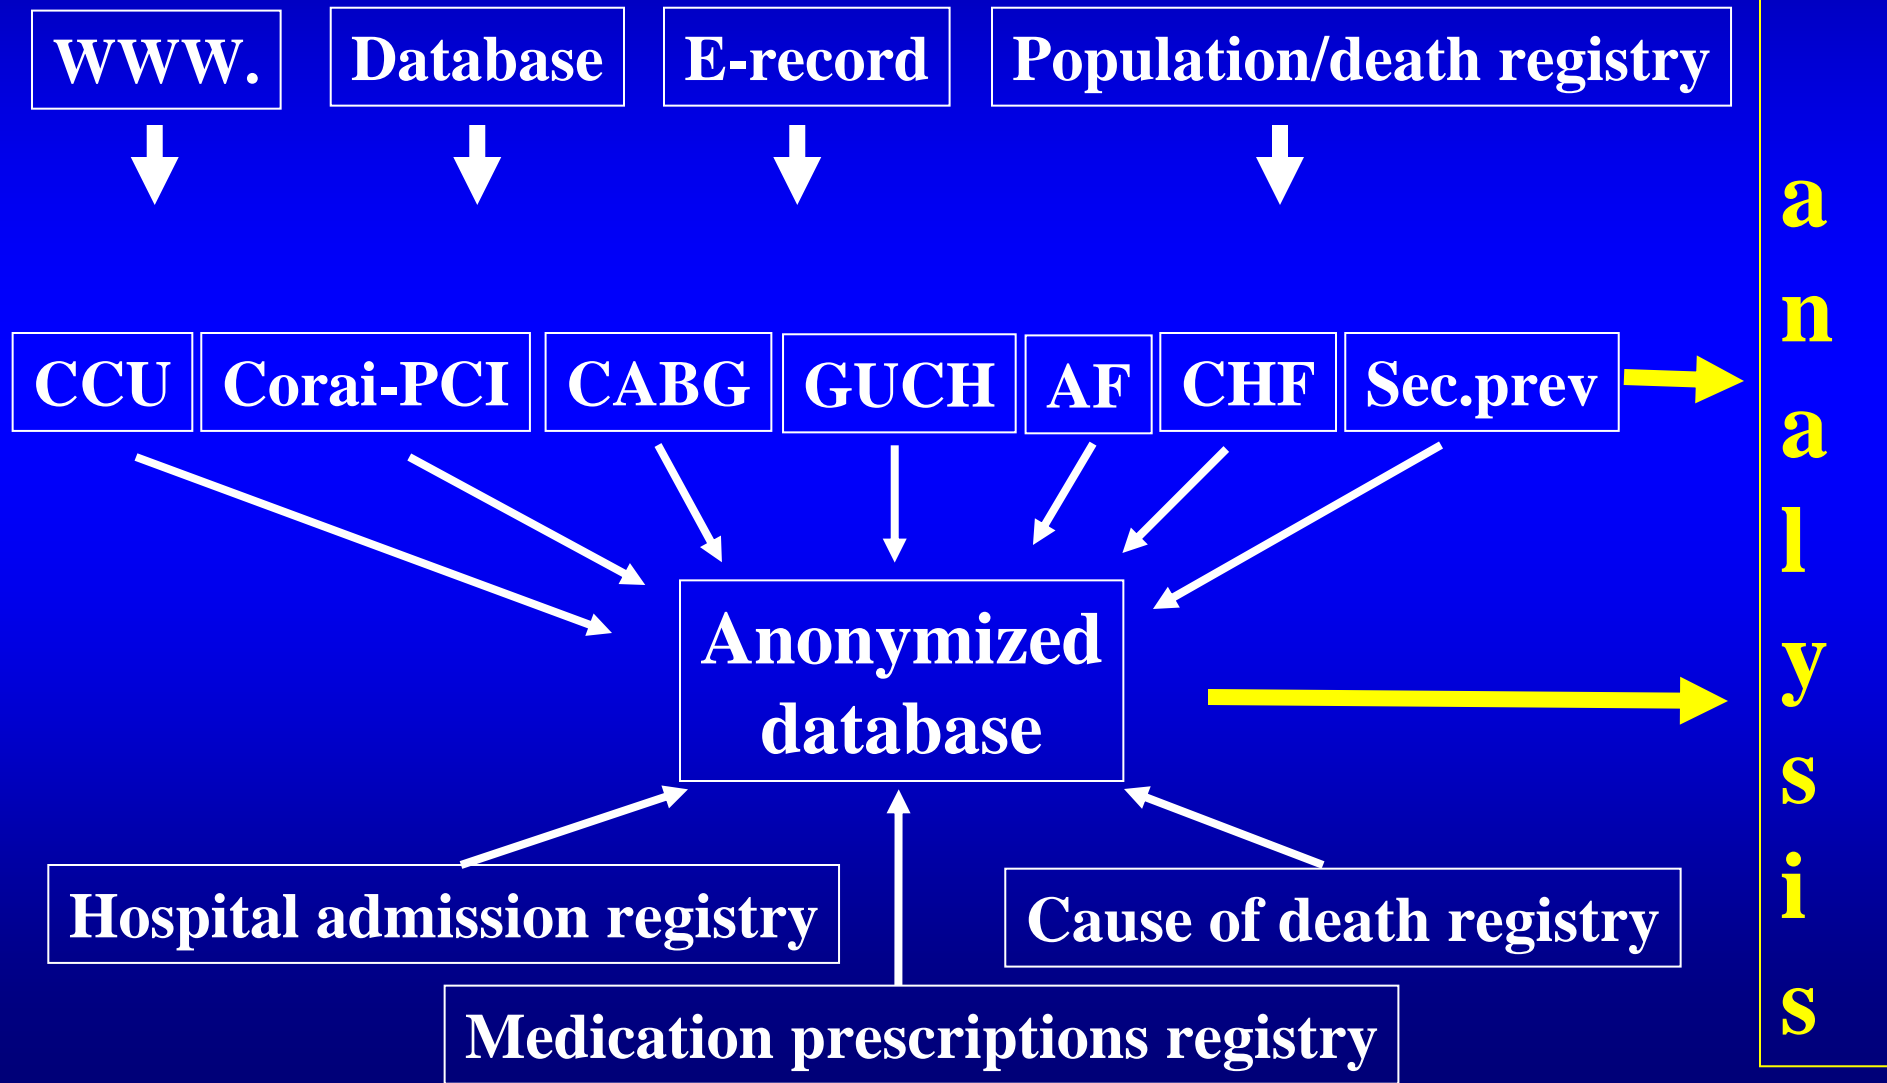 WWW.
Database
E-record
Population/death registry
CCU
Corai-PCI
CABG
GUCH
AF
CHF
Sec.prev
Anonymized
database
Hospital admission registry
Cause of death registry
Medication prescriptions registry
a
n
a
l
y
s
i
s